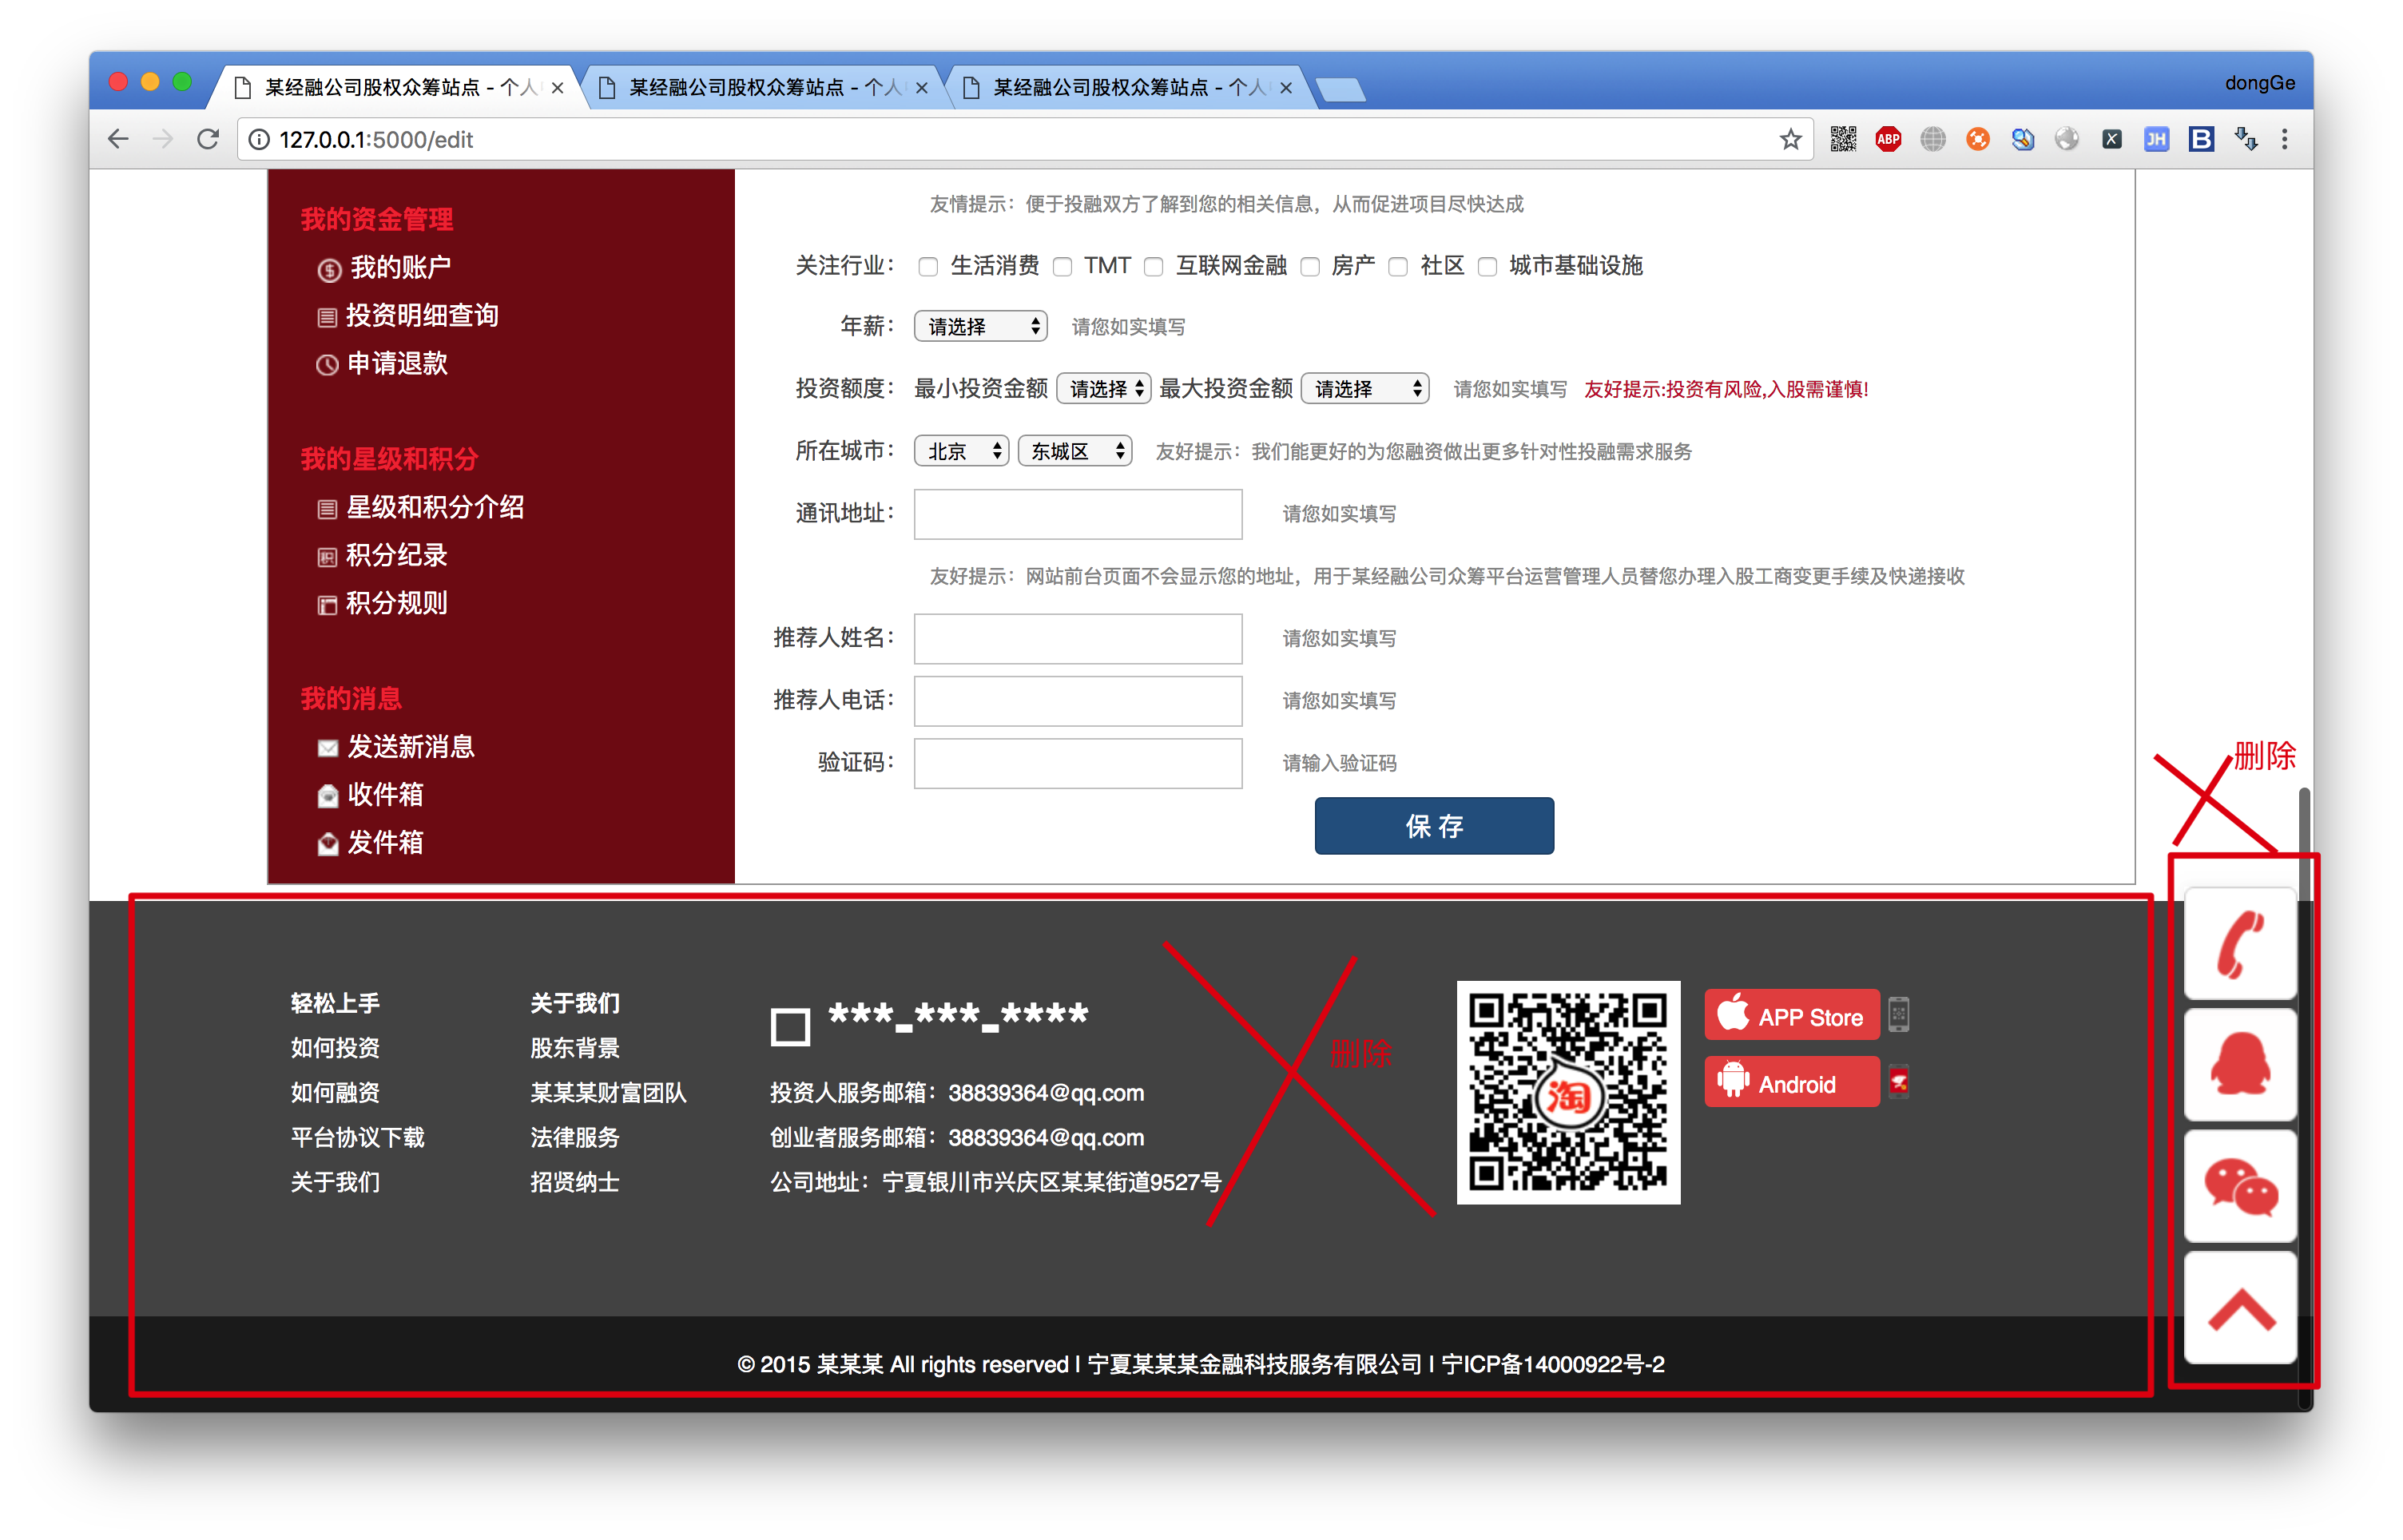 某经融公司股权众筹站点 - 个人
某经融公司股权众筹站点 - 个人
某经融公司股权众筹站点 - 个人
dongGe
127.0.0.1:5000/edit
ABP
X
JH
B
我的资金管理
我的账户
投资明细查询
申请退款
我的星级和积分
星级和积分介绍
积分纪录
积分规则
我的消息
发送新消息
收件箱
发件箱
友情提示：便于投融双方了解到您的相关信息，从而促进项目尽快达成
关注行业： 生活消费 TMT 互联网金融 房产 社区 城市基础设施
年薪： 请选择 请您如实填写
投资额度： 最小投资金额 请选择 最大投资金额 请选择 请您如实填写 友好提示:投资有风险,入股需谨慎!
所在城市： 北京 东城区 友好提示：我们能更好的为您融资做出更多针对性投融需求服务
通讯地址： 请您如实填写
友好提示：网站前台页面不会显示您的地址，用于某经融公司众筹平台运营管理人员替您办理入股工商变更手续及快递接收
推荐人姓名： 请您如实填写
推荐人电话： 请您如实填写
验证码： 请输入验证码
保 存
删除
轻松上手
如何投资
如何融资
平台协议下载
关于我们
关于我们
股东背景
某某某财富团队
法律服务
招贤纳士
***-***-****
投资人服务邮箱：38839364@qq.com
创业者服务邮箱：38839364@qq.com
公司地址：宁夏银川市兴庆区某某街道9527号
删除
淘
APP Store
Android
© 2015 某某某 All rights reserved | 宁夏某某某金融科技服务有限公司 | 宁ICP备14000922号-2